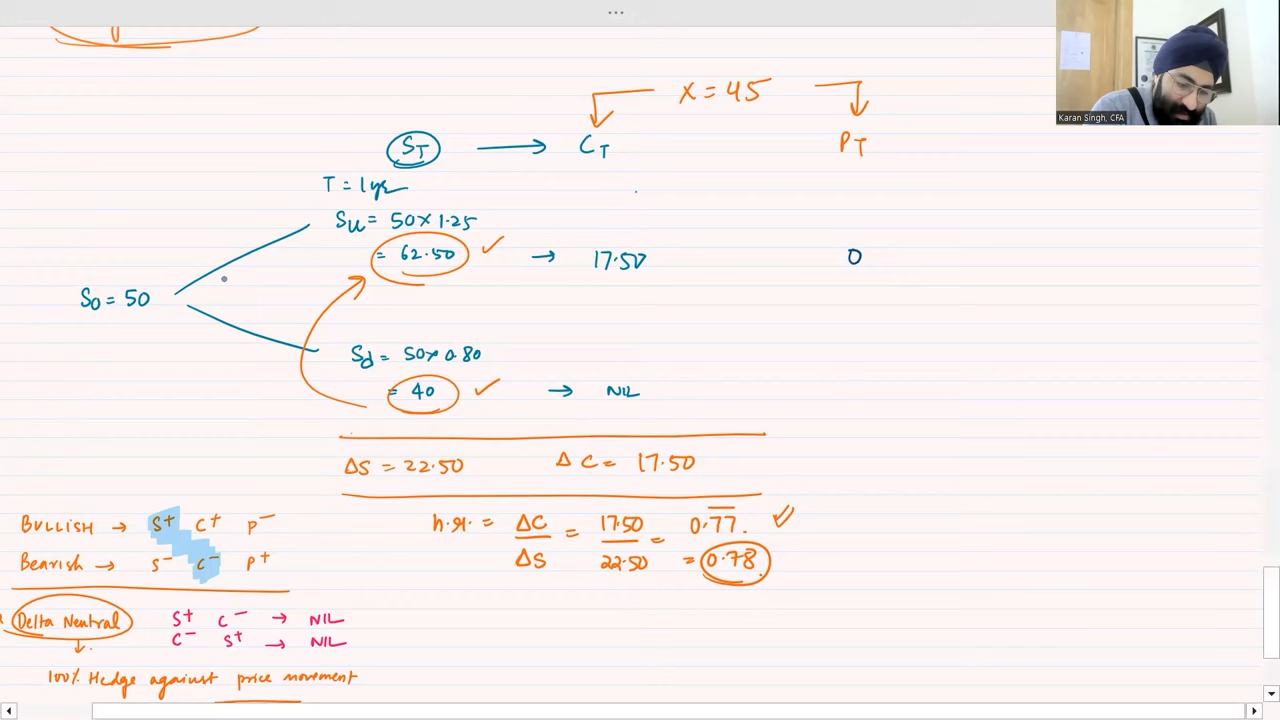 x = 45
ST → CT PT
T = 1 yr
Su = 50 x 1.25
= 62.50 ✓ → 17.50 0
S0 = 50
Sd = 50 x 0.80
= 40 ✓ → NIL
ΔS = 22.50 ΔC = 17.50
BULLISH → S+ C+ P-
Bearish → S- C- P+
h.r. = ΔC/ΔS = 17.50/22.50 = 0.77. ✓
= 0.78
Delta Neutral S+ C- → NIL
C- S+ → NIL
100% Hedge against price movement
Karan Singh, CFA